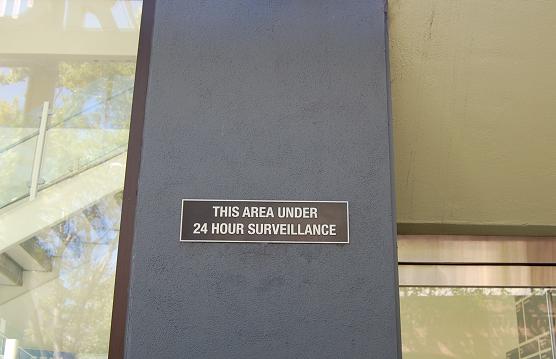 THIS AREA UNDER
24 HOUR SURVEILLANCE